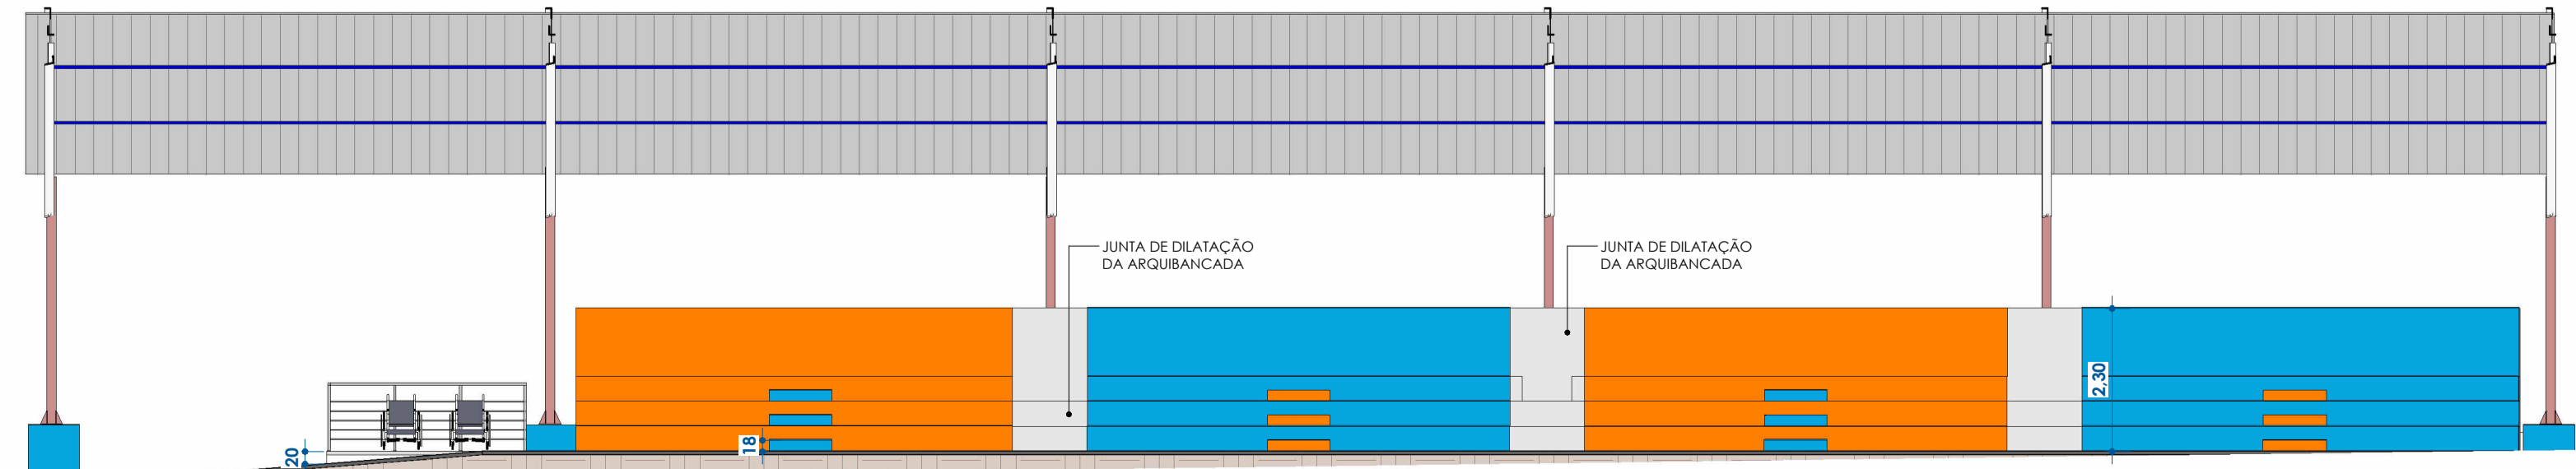 JUNTA DE DILATAÇÃO
DA ARQUIBANCADA
JUNTA DE DILATAÇÃO
DA ARQUIBANCADA
2,30
18
20